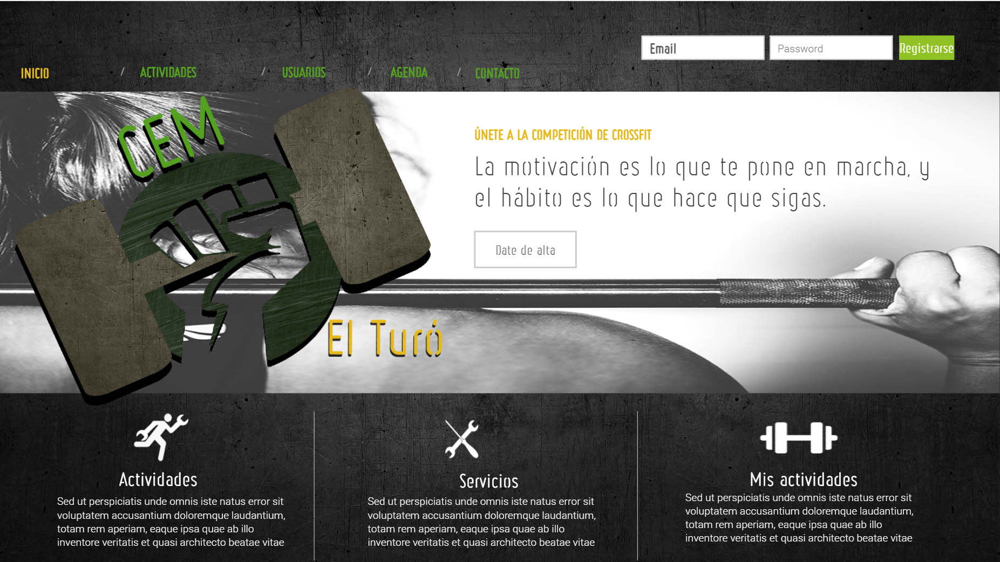 Email
Password
Registrarse
INICIO / ACTIVIDADES / USUARIOS / AGENDA / CONTACTO
CEM
El Turó
ÚNETE A LA COMPETICIÓN DE CROSSFIT
La motivación es lo que te pone en marcha, y
el hábito es lo que hace que sigas.
Date de alta
Actividades
Sed ut perspiciatis unde omnis iste natus error sit
voluptatem accusantium doloremque laudantium,
totam rem aperiam, eaque ipsa quae ab illo
inventore veritatis et quasi architecto beatae vitae
Servicios
Sed ut perspiciatis unde omnis iste natus error sit
voluptatem accusantium doloremque laudantium,
totam rem aperiam, eaque ipsa quae ab illo
inventore veritatis et quasi architecto beatae vitae
Mis actividades
Sed ut perspiciatis unde omnis iste natus error sit
voluptatem accusantium doloremque laudantium,
totam rem aperiam, eaque ipsa quae ab illo
inventore veritatis et quasi architecto beatae vitae